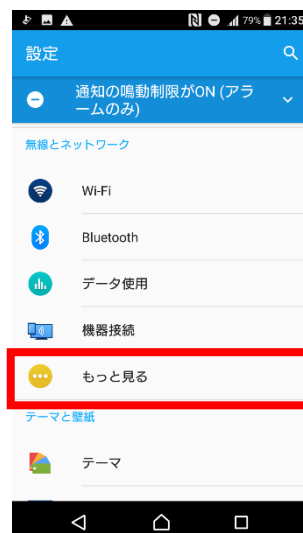 79% 21:35
設定
通知の鳴動制限がON (アラ
ームのみ)
無線とネットワーク
Wi-Fi
Bluetooth
データ使用
機器接続
もっと見る
テーマと壁紙
テーマ